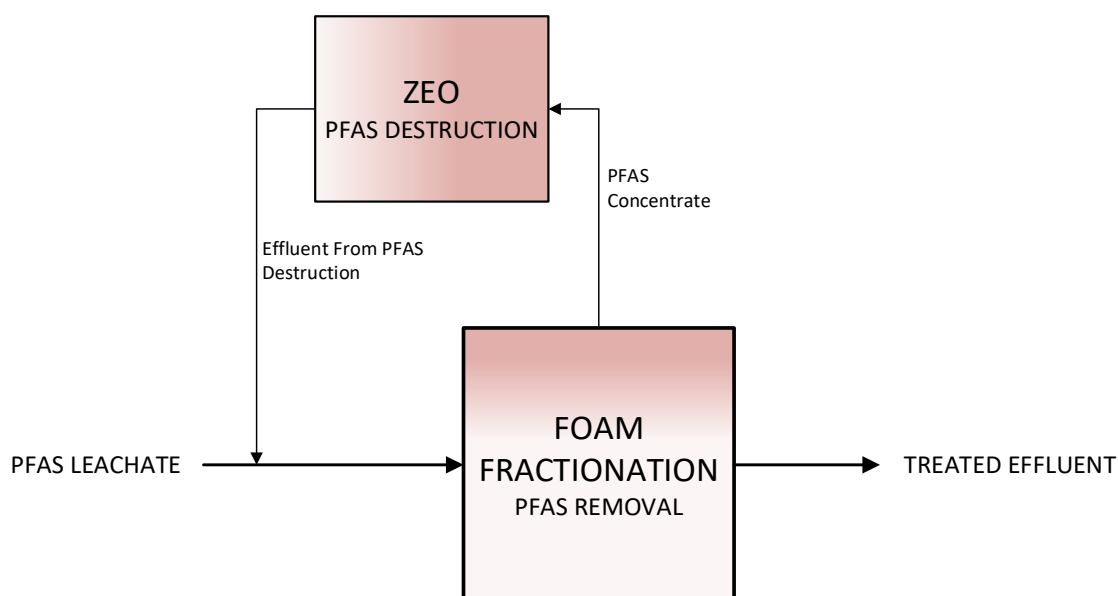 ZEO
PFAS DESTRUCTION
PFAS
Concentrate
Effluent From PFAS
Destruction
PFAS LEACHATE
FOAM
FRACTIONATION
PFAS REMOVAL
TREATED EFFLUENT